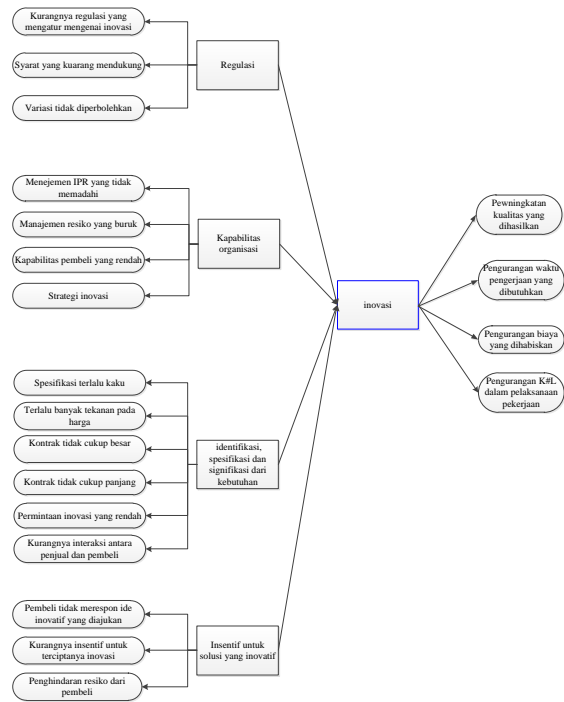 Kurangnya regulasi yang
mengatur mengenai inovasi
Syarat yang kuarang mendukung
Variasi tidak diperbolehkan
Regulasi
Menejemen IPR yang tidak
memadahi
Manajemen resiko yang buruk
Kapabilitas pembeli yang rendah
Strategi inovasi
Kapabilitas
organisasi
Spesifikasi terlalu kaku
Terlalu banyak tekanan pada
harga
Kontrak tidak cukup besar
Kontrak tidak cukup panjang
Permintaan inovasi yang rendah
Kurangnya interaksi antara
penjual dan pembeli
identifikasi,
spesifikasi dan
signifikasi dari
kebutuhan
Pembeli tidak merespon ide
inovatif yang diajukan
Kurangnya insentif untuk
terciptanya inovasi
Penghindaran resiko dari
pembeli
Insentif untuk
solusi yang inovatif
inovasi
Pewningkatan
kualitas yang
dihasilkan
Pengurangan waktu
pengerjaan yang
dibutuhkan
Pengurangan biaya
yang dihabiskan
Pengurangan K#L
dalam pelaksanaan
pekerjaan